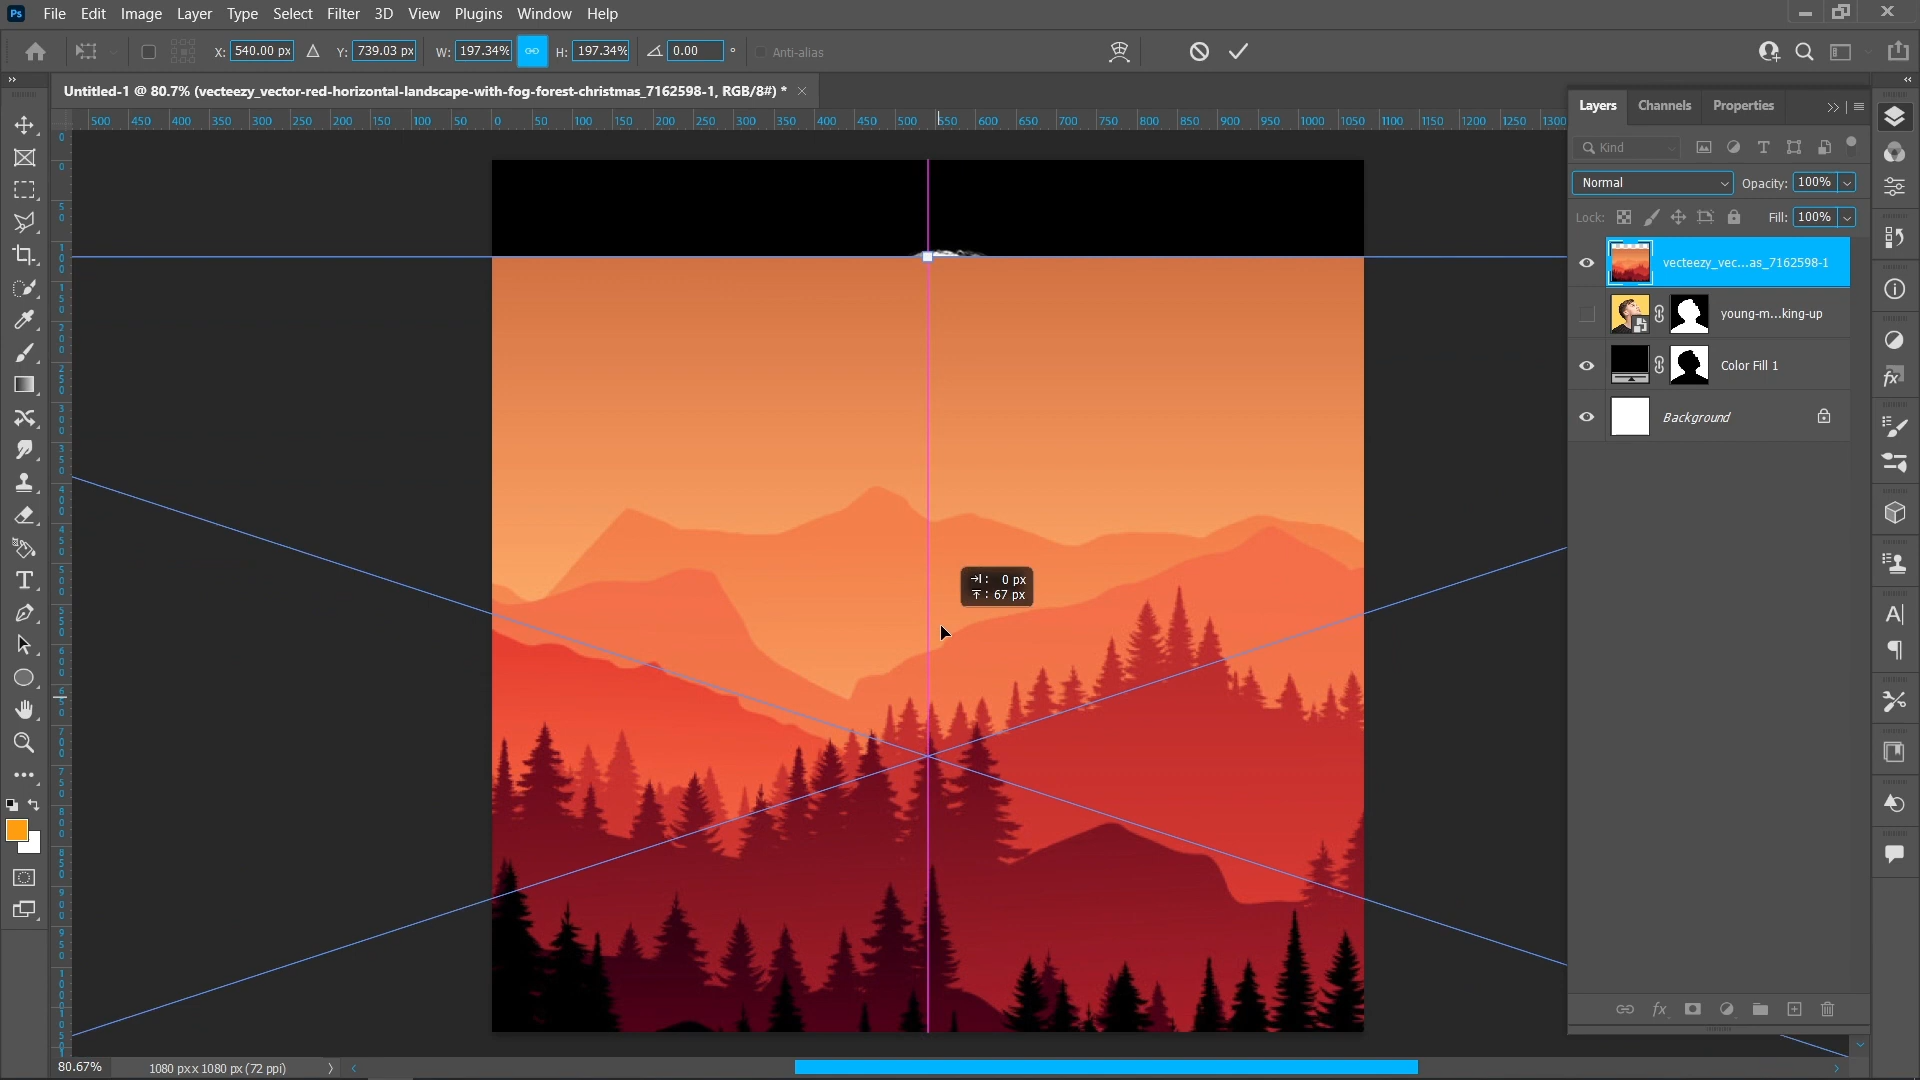 Ps File Edit Image Layer Type Select Filter 3D View Plugins Window Help
X: 540.00 px Y: 739.03 px W: 197.34% H: 197.34% 0.00 ° Anti-alias
Untitled-1 @ 80.7% (vecteezy_vector-red-horizontal-landscape-with-fog-forest-christmas_7162598-1, RGB/8#) *
500 450 400 350 300 250 200 150 100 50 0 50 100 150 200 250 300 350 400 450 500 550 600 650 700 750 800 850 900 950 1000 1050 1100 1150 1200 1250 1300
Layers Channels Properties
Kind
Normal Opacity: 100%
Lock: Fill: 100%
vecteezy_vec...as_7162598-1
young-m...king-up
Color Fill 1
Background
0 px
67 px
80.67% 1080 px x 1080 px (72 ppi)